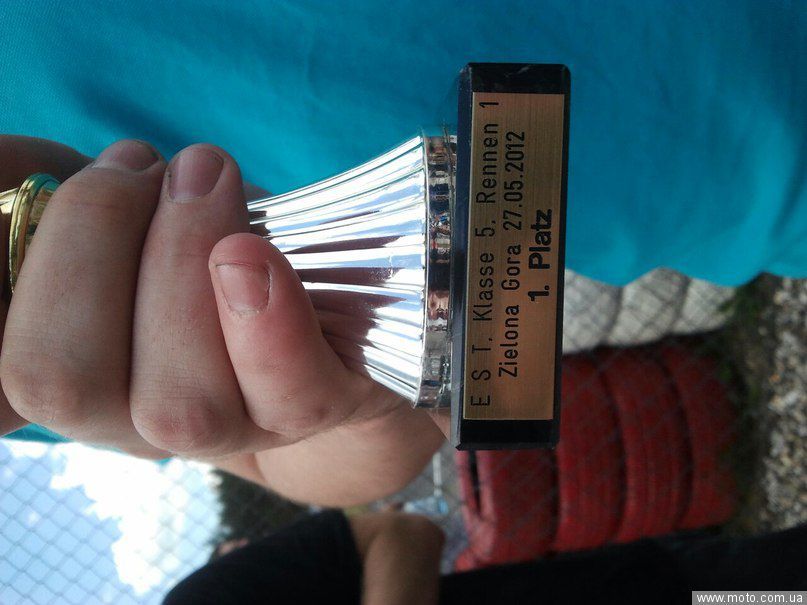 E S T, Klasse 5, Rennen 1
Zielona Gora 27.05.2012
1. Platz
www.moto.com.ua